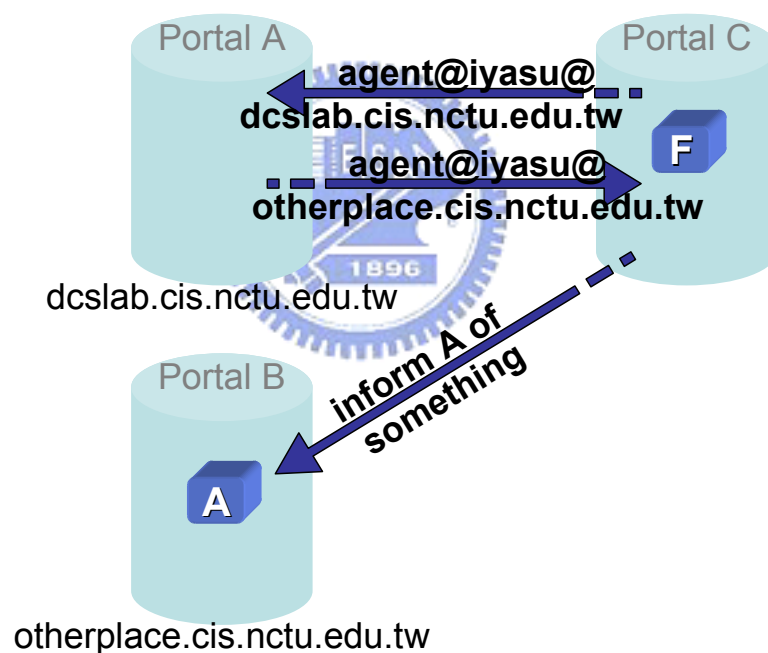 Portal A
Portal C
agent@iyasu@
dcslab.cis.nctu.edu.tw
F
agent@iyasu@
otherplace.cis.nctu.edu.tw
1896
dcslab.cis.nctu.edu.tw
inform A of
something
Portal B
A
otherplace.cis.nctu.edu.tw